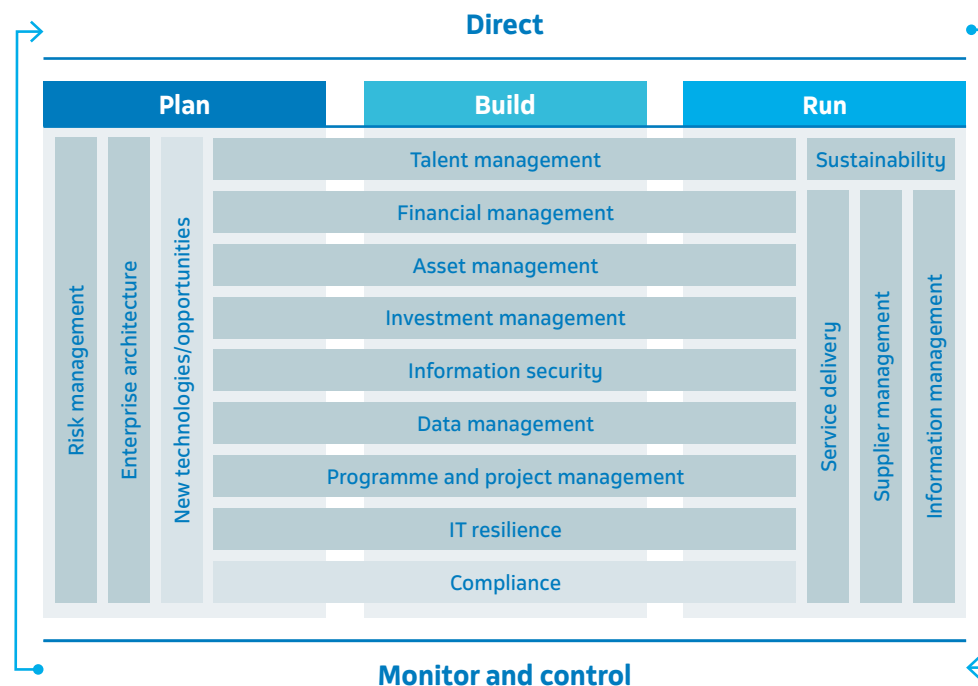 Direct
Plan
Build
Run
Risk management
Enterprise architecture
New technologies/opportunities
Talent management
Financial management
Asset management
Investment management
Information security
Data management
Programme and project management
IT resilience
Compliance
Sustainability
Service delivery
Supplier management
Information management
Monitor and control